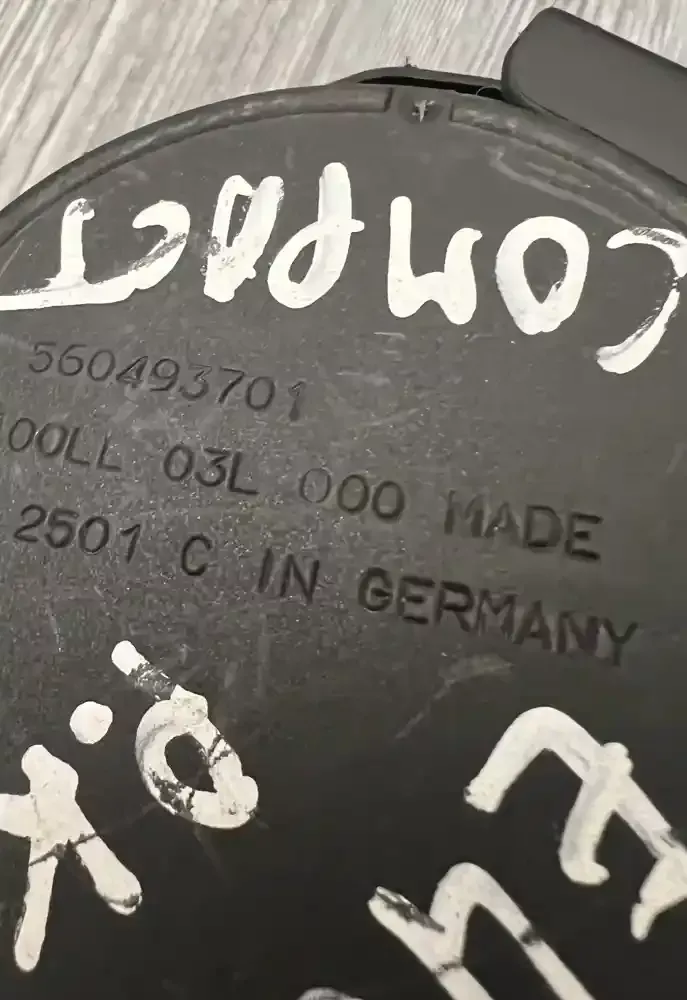 COMPACT
560493701
100LL 03L 000 MADE
2501 C IN GERMANY